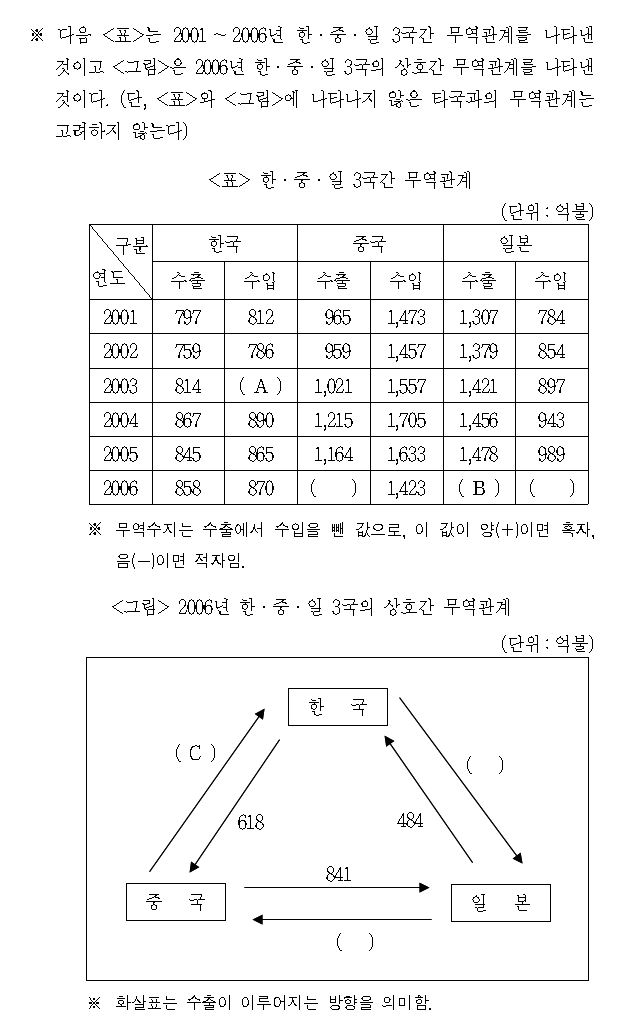 ※ 다음 <표>는 2001 ~ 2006년 한·중·일 3국간 무역관계를 나타낸
것이고 <그림>은 2006년 한·중·일 3국의 상호간 무역관계를 나타낸
것이다. (단, <표>와 <그림>에 나타나지 않은 타국과의 무역관계는
고려하지 않는다)
<표> 한·중·일 3국간 무역관계
(단위 : 억불)
구분 한국 중국 일본
연도 수출 수입 수출 수입 수출 수입
2001 797 812 965 1,473 1,307 784
2002 759 786 959 1,457 1,379 854
2003 814 ( A ) 1,021 1,557 1,421 897
2004 867 890 1,215 1,705 1,456 943
2005 845 865 1,164 1,633 1,478 989
2006 858 870 ( ) 1,423 ( B ) ( )
※ 무역수지는 수출에서 수입을 뺀 값으로, 이 값이 양(+)이면 흑자,
음(-)이면 적자임.
<그림> 2006년 한·중·일 3국의 상호간 무역관계
(단위 : 억불)
한 국
( C )
( )
618
484
841
중 국
일 본
( )
※ 화살표는 수출이 이루어지는 방향을 의미함.